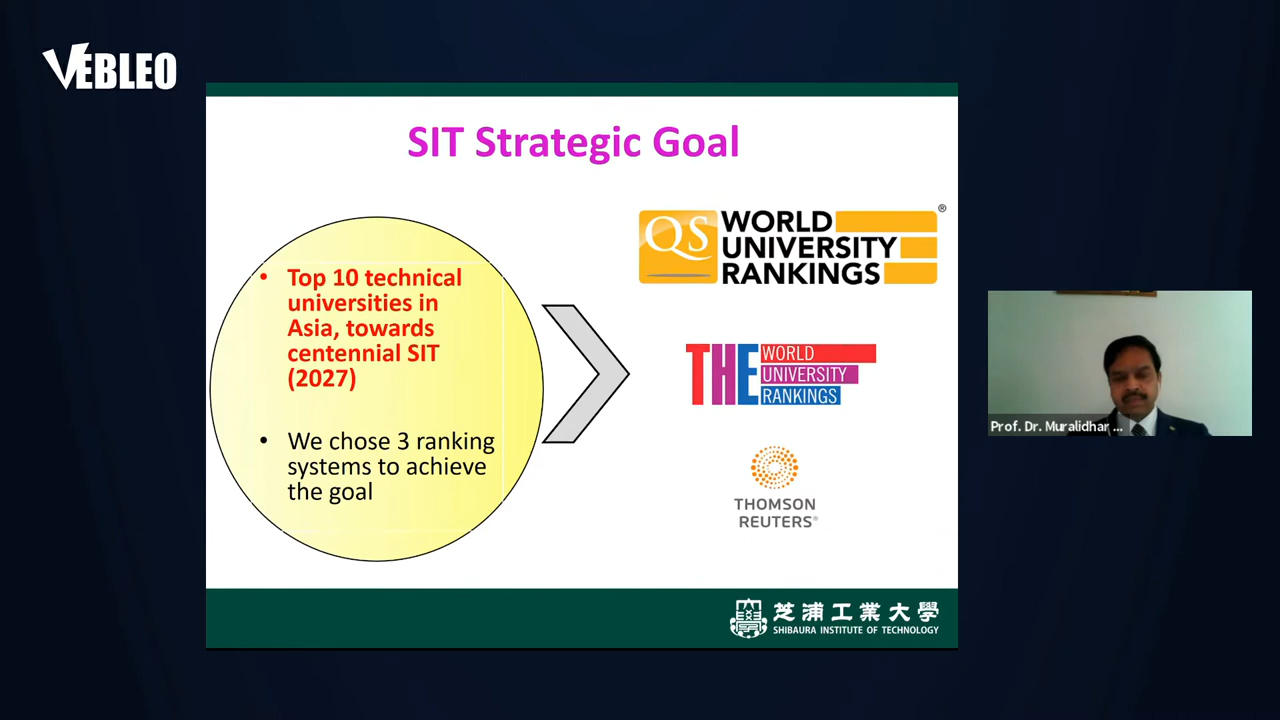 VEBLEO
SIT Strategic Goal
• Top 10 technical
universities in
Asia, towards
centennial SIT
(2027)
• We chose 3 ranking
systems to achieve
the goal
QS WORLD
UNIVERSITY
RANKINGS
®
THE WORLD
UNIVERSITY
RANKINGS
THOMSON
REUTERS®
Prof. Dr. Muralidhar ...
芝浦工業大學
SHIBAURA INSTITUTE OF TECHNOLOGY